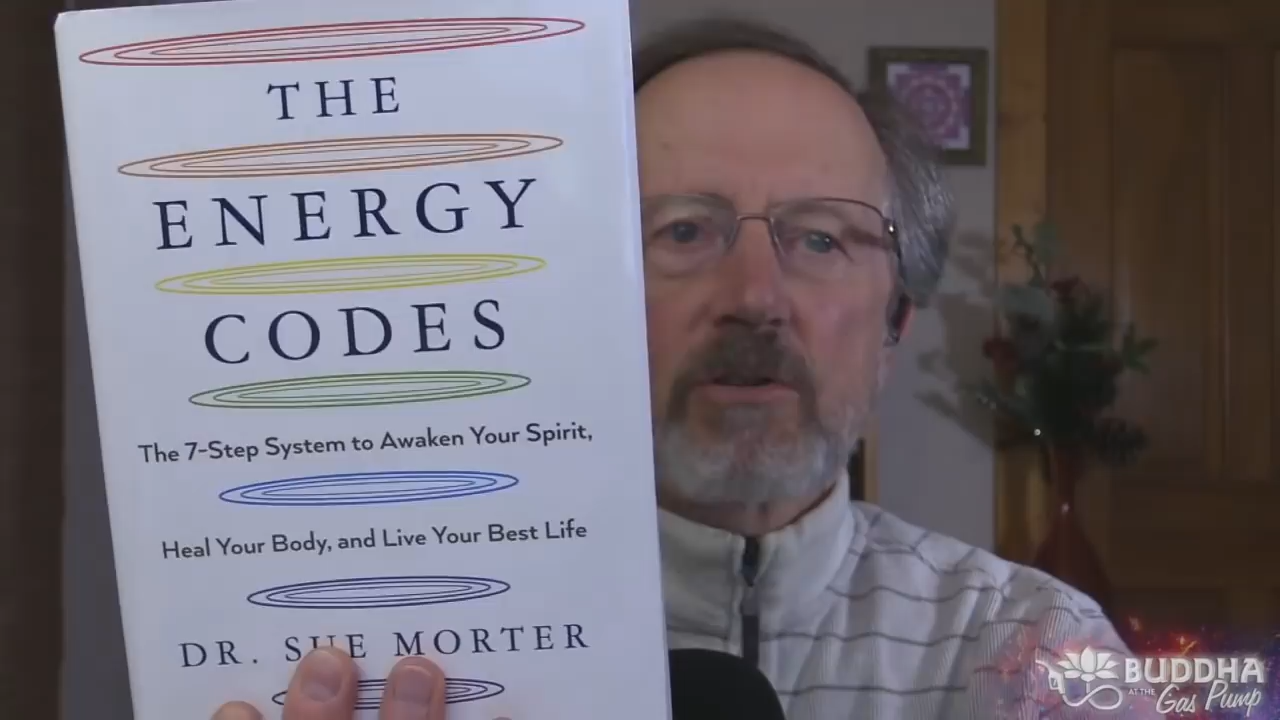 THE
ENERGY
CODES
The 7-Step System to Awaken Your Spirit,
Heal Your Body, and Live Your Best Life
DR. SUE MORTER
BUDDHA
AT THE
Gas Pump